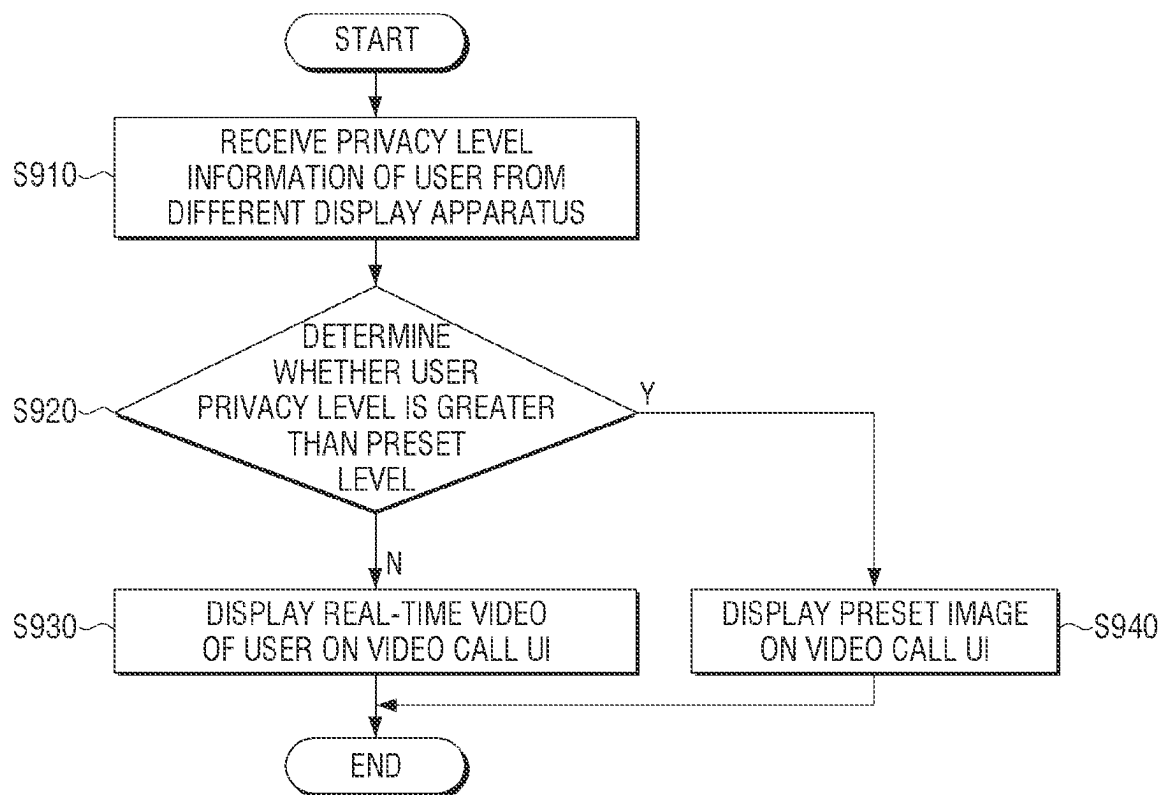 START
S910
RECEIVE PRIVACY LEVEL
INFORMATION OF USER FROM
DIFFERENT DISPLAY APPARATUS
S920
DETERMINE
WHETHER USER
PRIVACY LEVEL IS GREATER
THAN PRESET
LEVEL
Y
N
S930
DISPLAY REAL-TIME VIDEO
OF USER ON VIDEO CALL UI
DISPLAY PRESET IMAGE
ON VIDEO CALL UI
S940
END